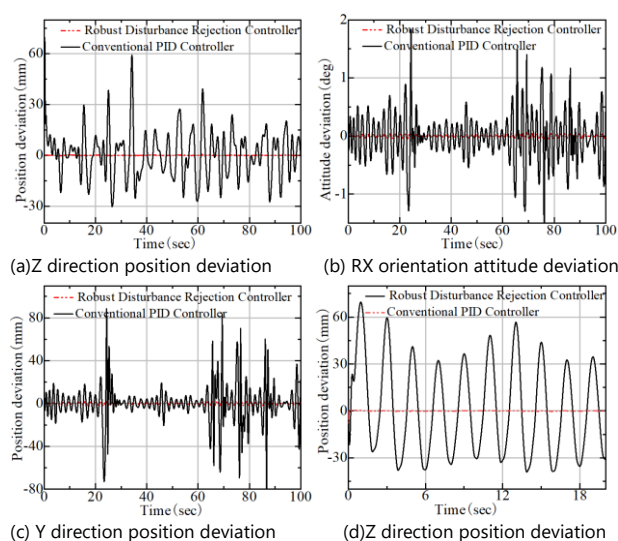 Robust Disturbance Rejection Controller
Conventional PID Controller
Position deviation (mm)
60
30
0
-30
0 20 40 60 80 100
Time(sec)
(a)Z direction position deviation
Robust Disturbance Rejection Controller
Conventional PID Controller
Attitude deviation (deg)
2
1
0
-1
0 20 40 60 80 100
Time(sec)
(b) RX orientation attitude deviation
Robust Disturbance Rejection Controller
Conventional PID Controller
Position deviation (mm)
80
40
0
-40
-80
0 20 40 60 80 100
Time (sec)
(c) Y direction position deviation
Robust Disturbance Rejection Controller
Conventional PID Controller
Position deviation (mm)
60
30
0
-30
0 6 12 18
Time (sec)
(d)Z direction position deviation